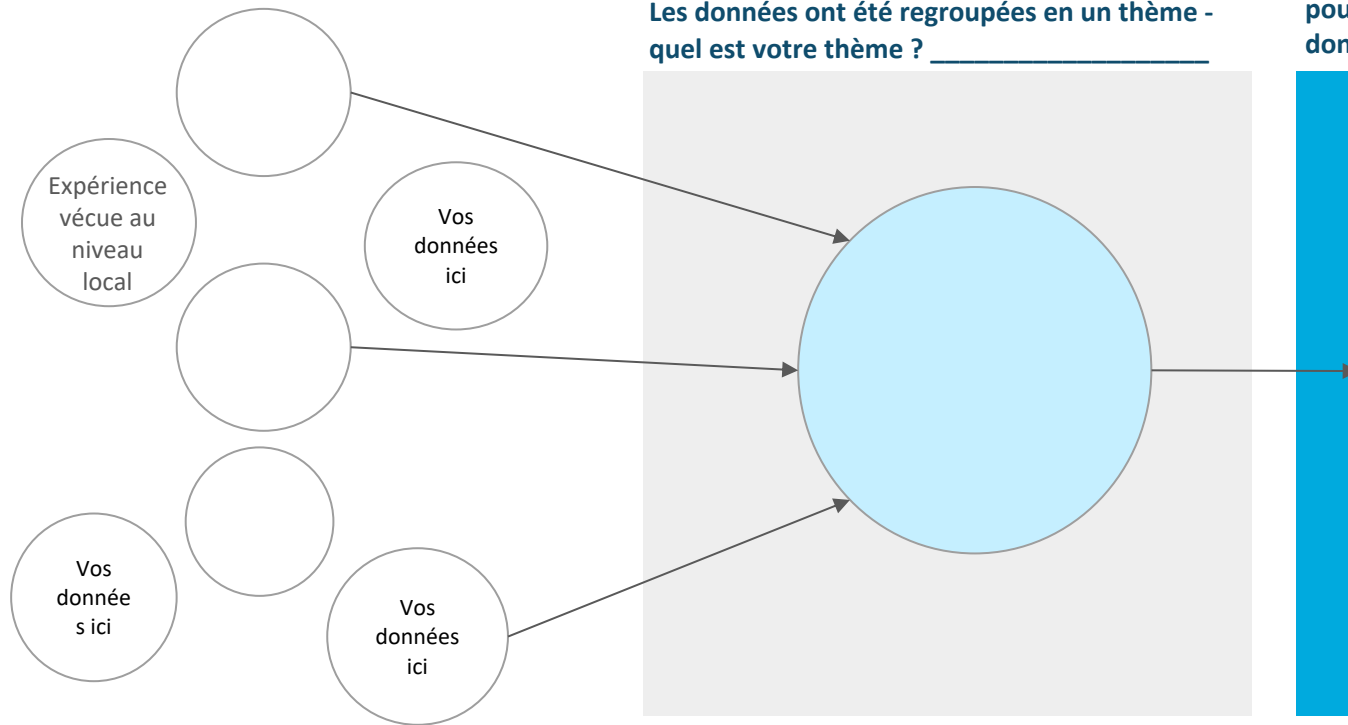 Les données ont été regroupées en un thème -
quel est votre thème ? ___________________
pou
don
Expérience
vécue au
niveau
local
Vos
données
ici
Vos
donnée
s ici
Vos
données
ici